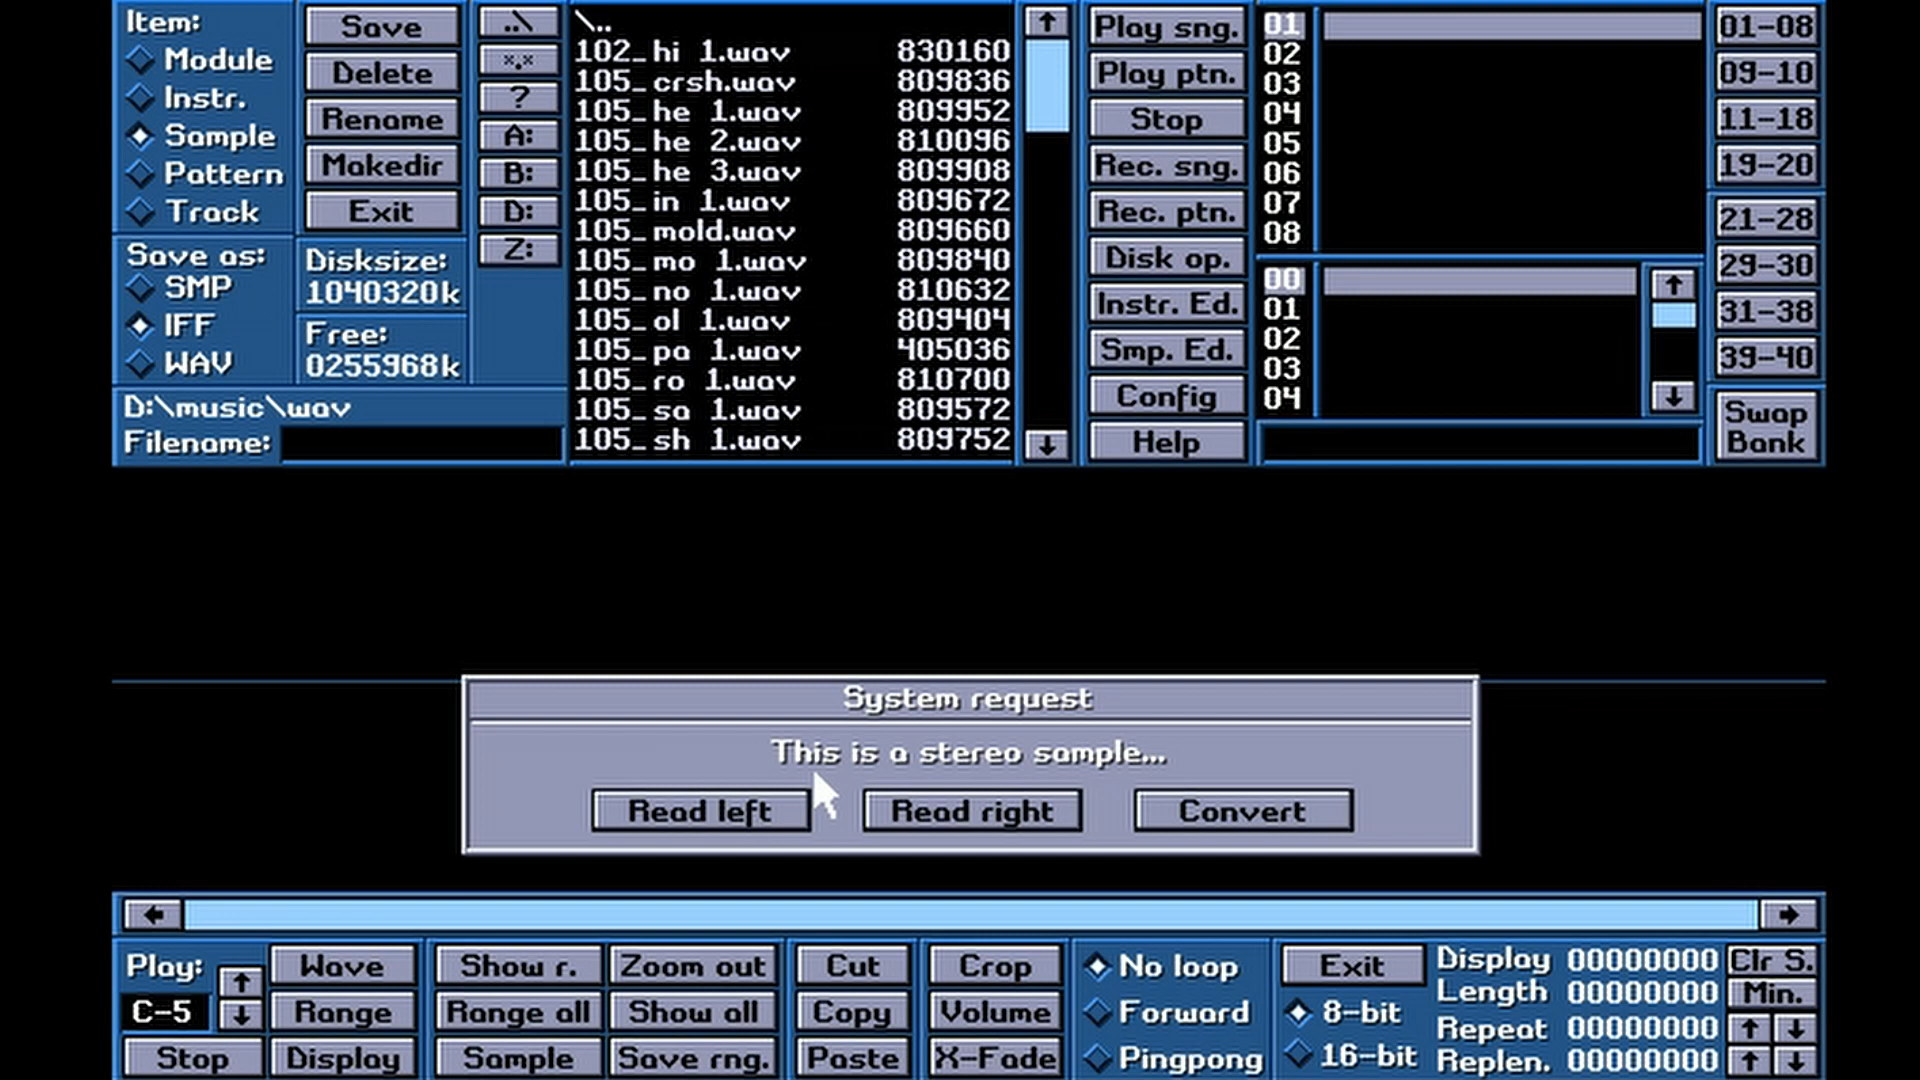 Item:
Module
Instr.
Sample
Pattern
Track
Save as:
SMP
IFF
WAV
Save
Delete
Rename
Makedir
Exit
Disksize:
1040320k
Free:
0255968k
D:\music\wav
Filename:
..\
*.*
?
A:
B:
D:
Z:
\..
102_hi 1.wav 830160
105_crsh.wav 809836
105_he 1.wav 809952
105_he 2.wav 810096
105_he 3.wav 809908
105_in 1.wav 809672
105_mold.wav 809660
105_mo 1.wav 809840
105_no 1.wav 810632
105_ol 1.wav 809404
105_pa 1.wav 405036
105_ro 1.wav 810700
105_sa 1.wav 809572
105_sh 1.wav 809752
Play sng.
Play ptn.
Stop
Rec. sng.
Rec. ptn.
Disk op.
Instr. Ed.
Smp. Ed.
Config
Help
01
02
03
04
05
06
07
08
00
01
02
03
04
01-08
09-10
11-18
19-20
21-28
29-30
31-38
39-40
Swap
Bank
System request
This is a stereo sample...
Read left Read right Convert
Play:
C-5
Stop
Wave
Range
Display
Show r.
Range all
Sample
Zoom out
Show all
Save rng.
Cut
Copy
Paste
Crop
Volume
X-Fade
No loop
Forward
Pingpong
Exit
8-bit
16-bit
Display 00000000
Length 00000000
Repeat 00000000
Replen. 00000000
Clr S.
Min.